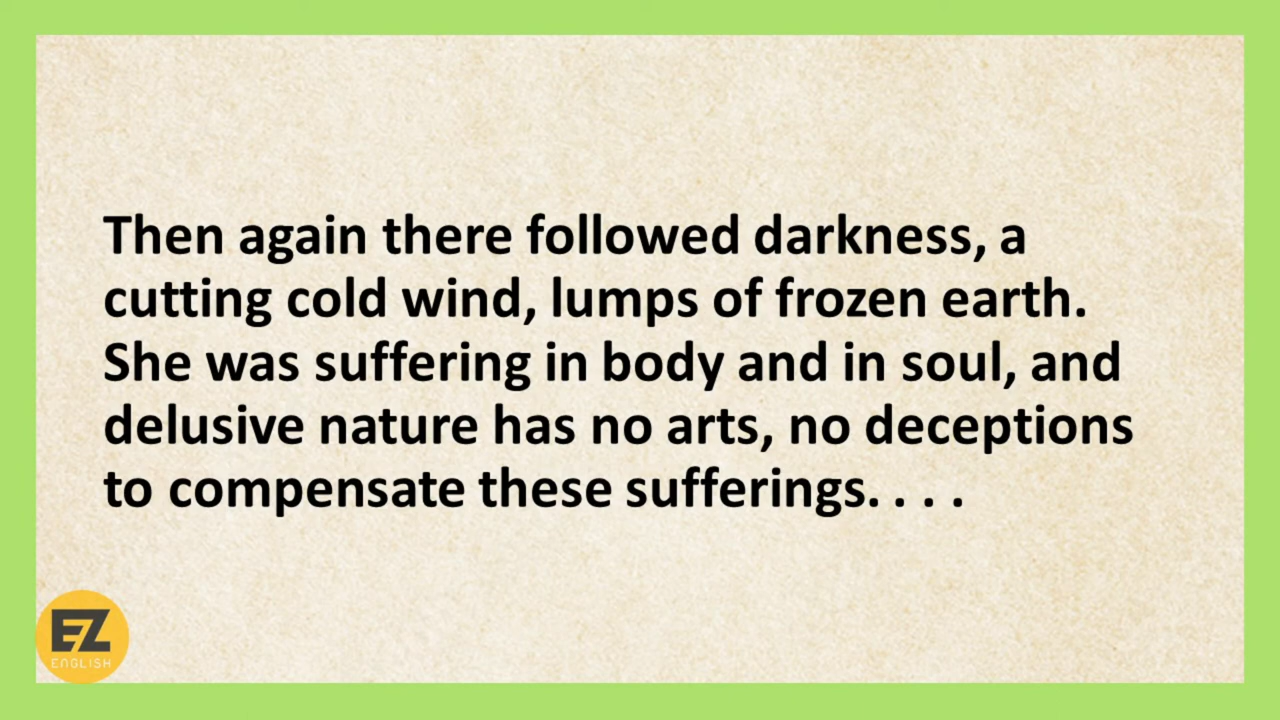 Then again there followed darkness, a
cutting cold wind, lumps of frozen earth.
She was suffering in body and in soul, and
delusive nature has no arts, no deceptions
to compensate these sufferings. . . .
EZ
ENGLISH